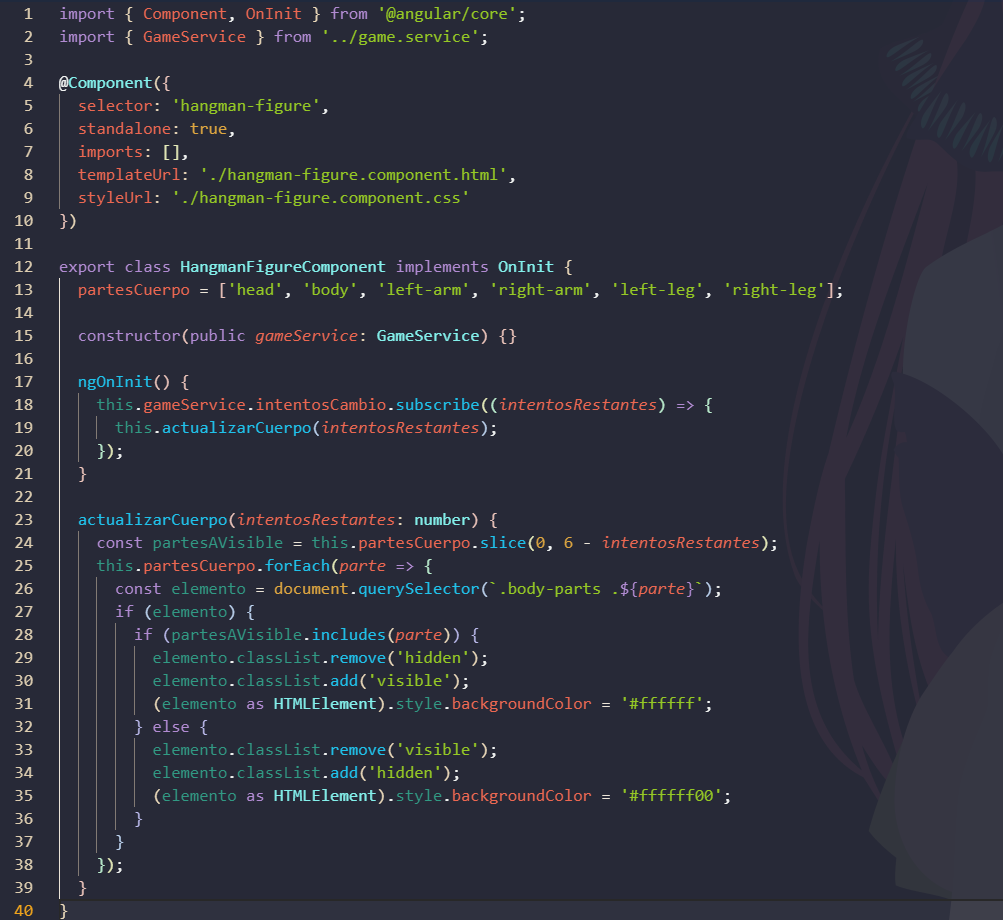 1 import { Component, OnInit } from '@angular/core';
2 import { GameService } from '../game.service';
3
4 @Component({
5   selector: 'hangman-figure',
6   standalone: true,
7   imports: [],
8   templateUrl: './hangman-figure.component.html',
9   styleUrl: './hangman-figure.component.css'
10 })
11
12 export class HangmanFigureComponent implements OnInit {
13   partesCuerpo = ['head', 'body', 'left-arm', 'right-arm', 'left-leg', 'right-leg'];
14
15   constructor(public gameService: GameService) {}
16
17   ngOnInit() {
18     this.gameService.intentosCambio.subscribe((intentosRestantes) => {
19       this.actualizarCuerpo(intentosRestantes);
20     });
21   }
22
23   actualizarCuerpo(intentosRestantes: number) {
24     const partesAVisible = this.partesCuerpo.slice(0, 6 - intentosRestantes);
25     this.partesCuerpo.forEach(parte => {
26       const elemento = document.querySelector(`.body-parts .${parte}`);
27       if (elemento) {
28         if (partesAVisible.includes(parte)) {
29           elemento.classList.remove('hidden');
30           elemento.classList.add('visible');
31           (elemento as HTMLElement).style.backgroundColor = '#ffffff';
32         } else {
33           elemento.classList.remove('visible');
34           elemento.classList.add('hidden');
35           (elemento as HTMLElement).style.backgroundColor = '#ffffff00';
36         }
37       }
38     });
39   }
40 }